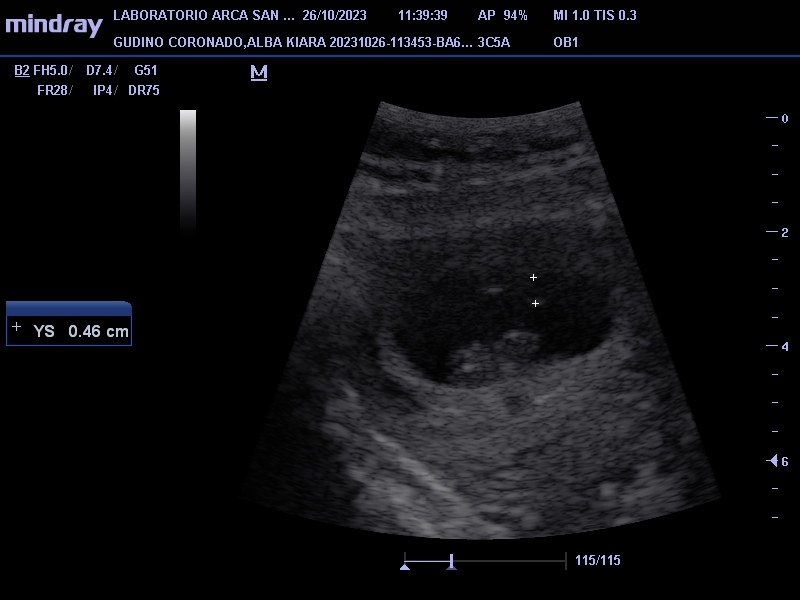 mindray
LABORATORIO ARCA SAN ... 26/10/2023 11:39:39 AP 94% MI 1.0 TIS 0.3
GUDINO CORONADO,ALBA KIARA 20231026-113453-BA6... 3C5A OB1
B2 FH5.0/ D7.4/ G51
FR28/ IP4/ DR75
M
0
2
+ YS 0.46 cm
4
6
115/115